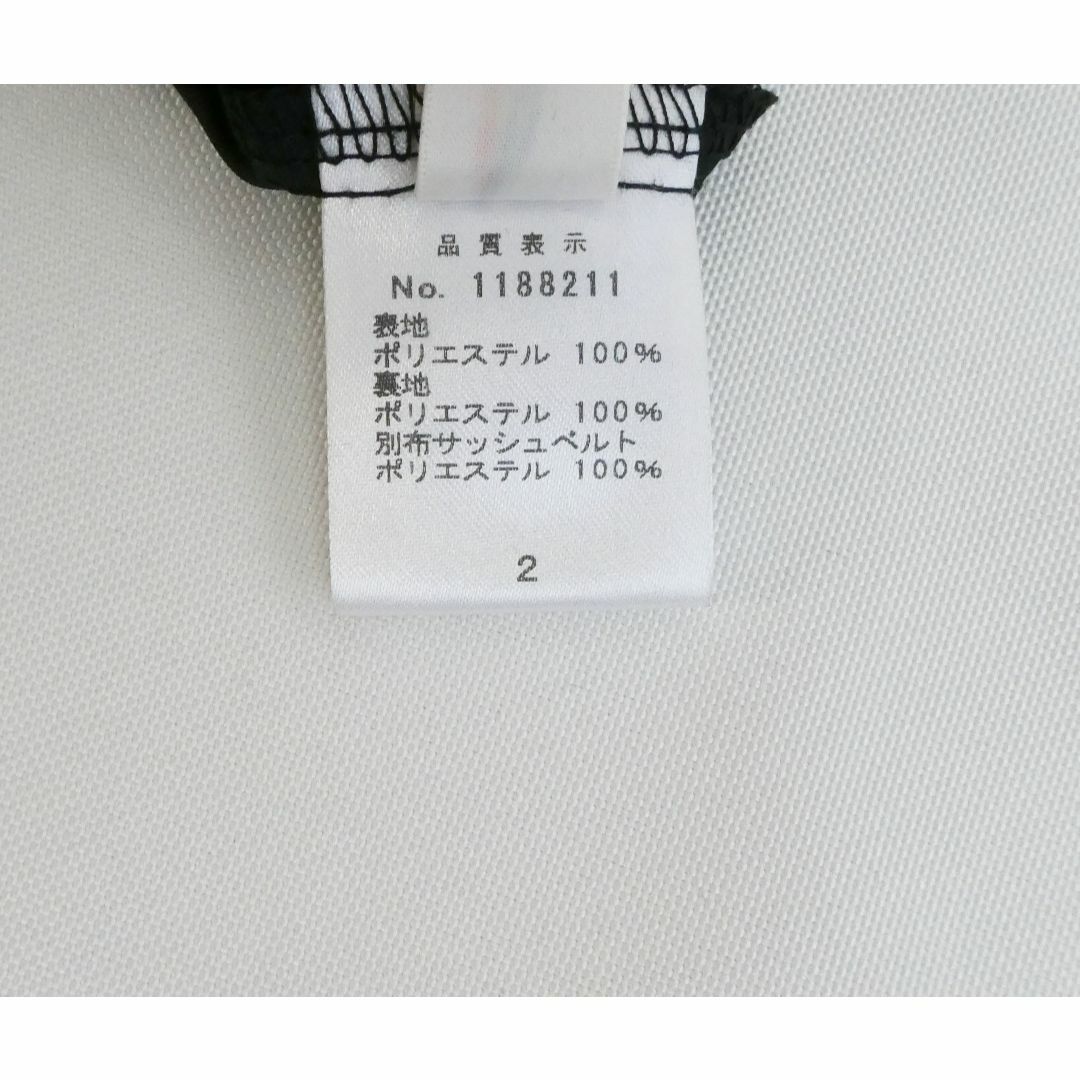 品質表示
No. 1188211
表地
ポリエステル 100%
裏地
ポリエステル 100%
別布サッシュベルト
ポリエステル 100%
2